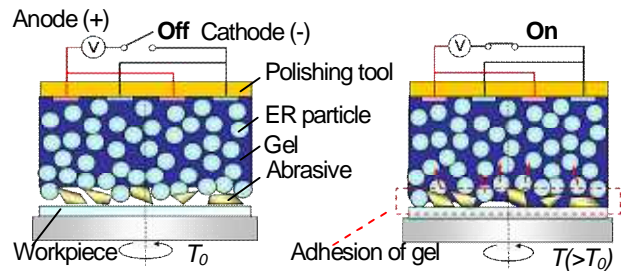 Anode (+)
V
Off
Cathode (-)
Polishing tool
ER particle
Gel
Abrasive
Workpiece
T₀
V
On
Adhesion of gel
T(>T₀)